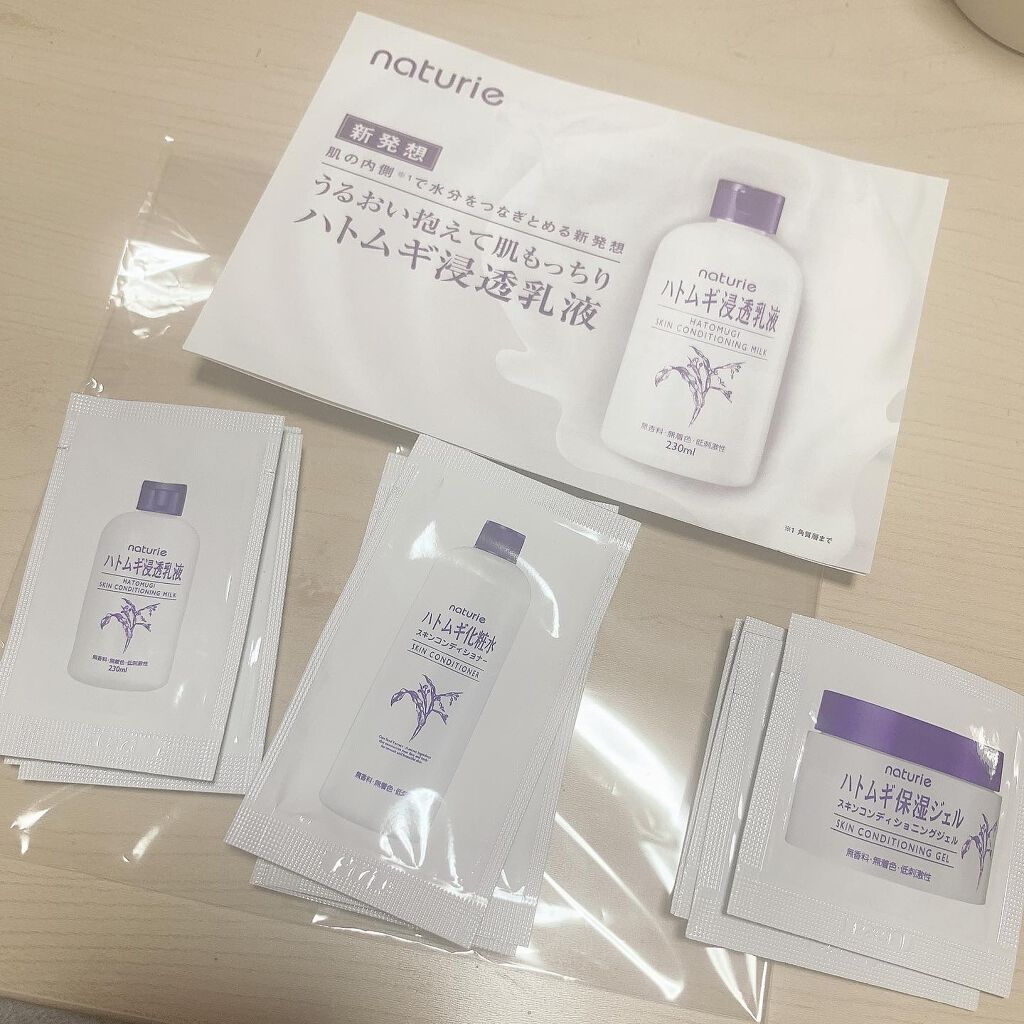 naturie
新発想
肌の内側※1で水分をつなぎとめる新発想
うるおい抱えて肌もっちり
ハトムギ浸透乳液
naturie
ハトムギ浸透乳液
HATOMUGI
SKIN CONDITIONING MILK
無香料・無着色・低刺激性
230ml
※1 角質層まで
naturie
ハトムギ浸透乳液
HATOMUGI
SKIN CONDITIONING MILK
無香料・無着色・低刺激性
230ml
naturie
ハトムギ化粧水
スキンコンディショナー
SKIN CONDITIONER
無香料・無着色・低
naturie
ハトムギ保湿ジェル
スキンコンディショニングジェル
SKIN CONDITIONING GEL
無香料・無着色・低刺激性